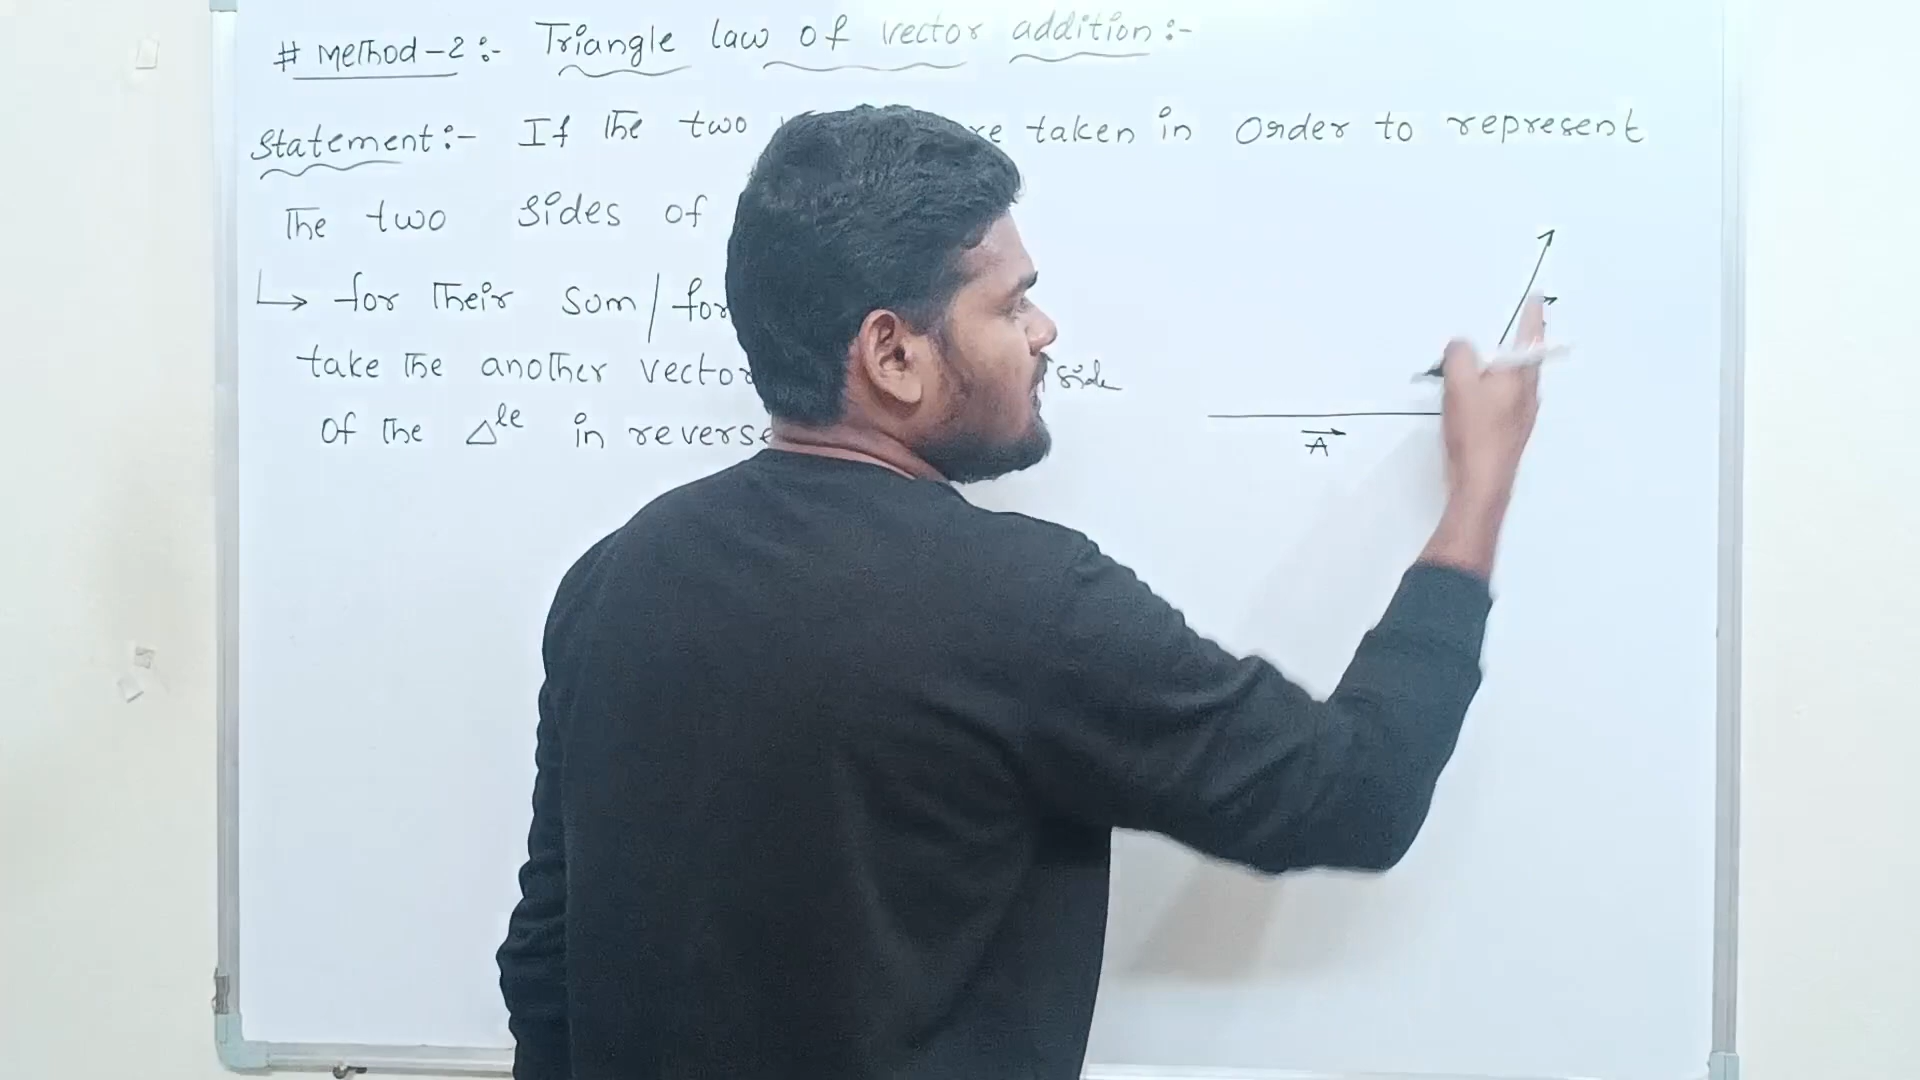 # Method-2:- Triangle law of vector addition:-
Statement:- If the two taken in order to represent
The two sides of
↳ for their sum / for
take the another vector side
of the Δle in reverse
A